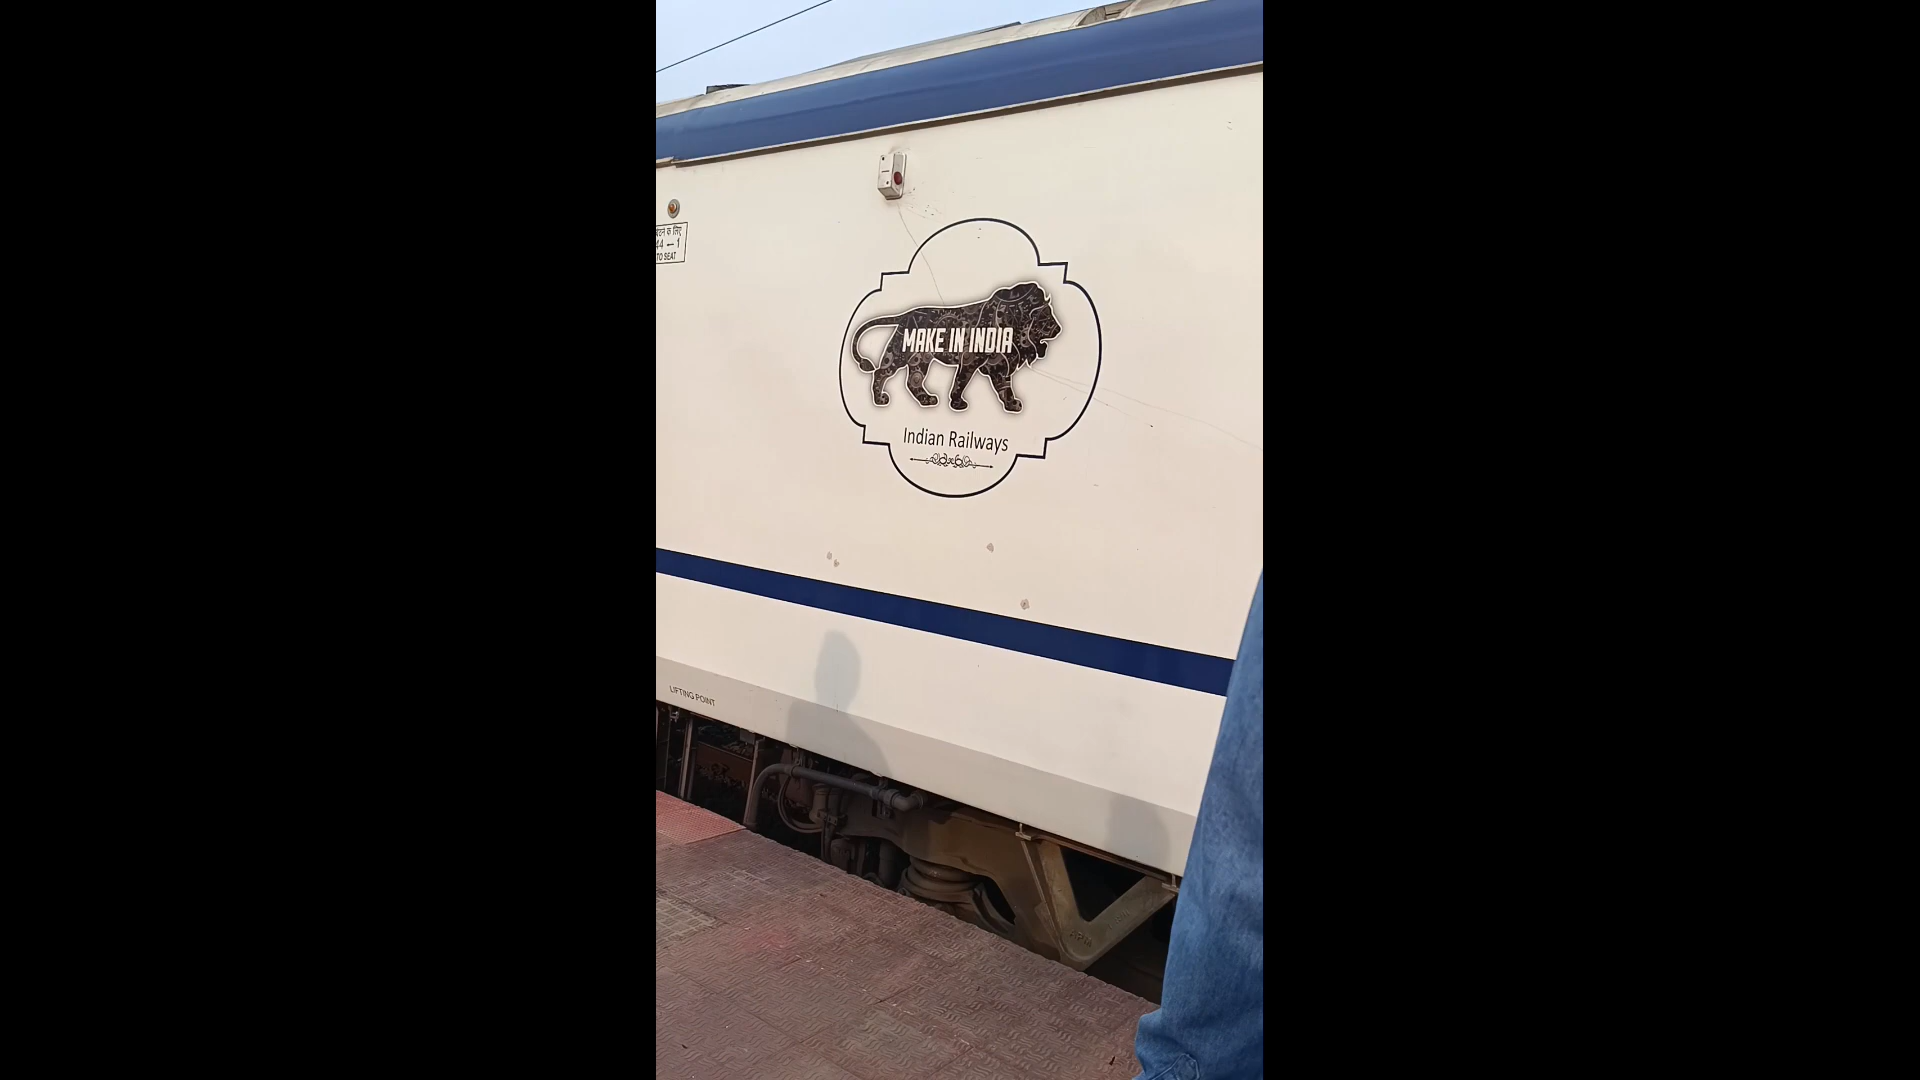 के लिए
44 – 1
TO SEAT
MAKE IN INDIA
Indian Railways
LIFTING POINT